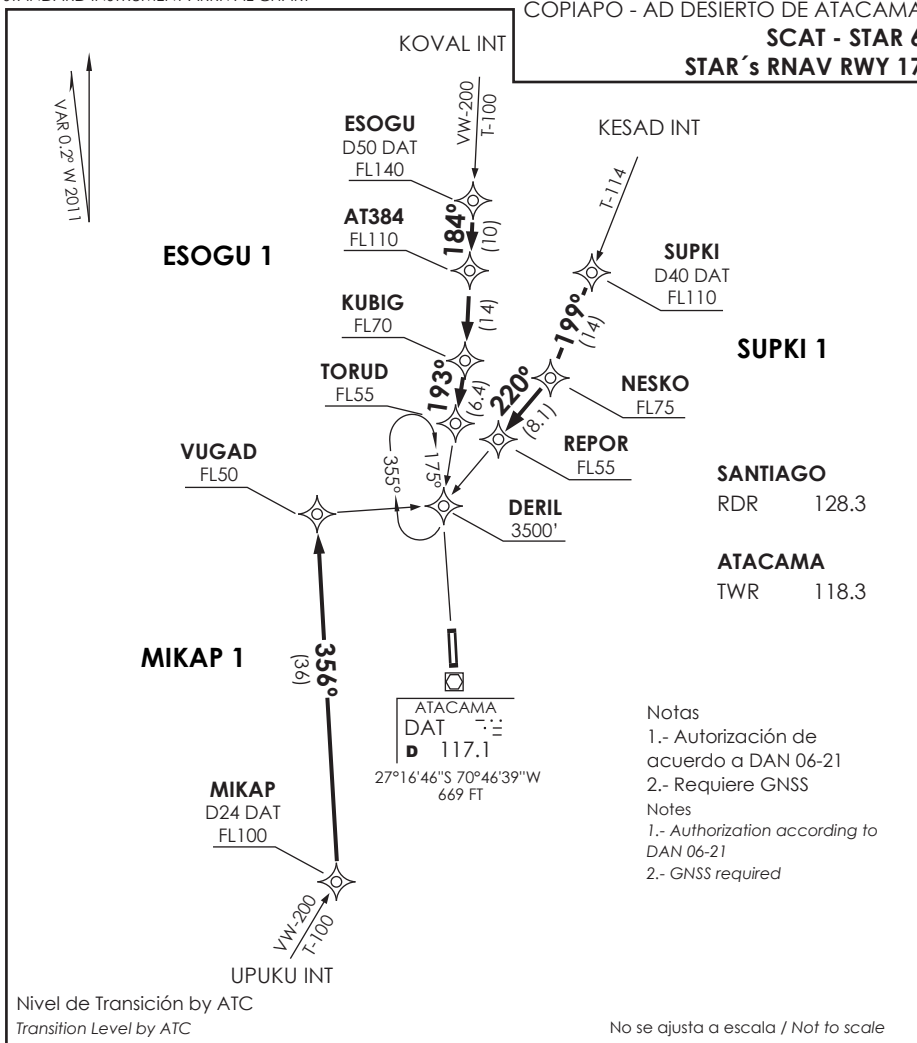 COPIAPO - AD DESIERTO DE ATACAMA
SCAT - STAR 6
STAR´s RNAV RWY 17
KOVAL INT
VAR 0.2° W 2011
VW-200
T-100
ESOGU
D50 DAT
FL140
KESAD INT
T-114
AT384
FL110
184°
(10)
ESOGU 1
SUPKI
D40 DAT
FL110
KUBIG
FL70
(14)
199°
(14)
SUPKI 1
TORUD
FL55
193°
(6.4)
220°
(8.1)
NESKO
FL75
REPOR
FL55
VUGAD
FL50
355°
175°
DERIL
3500'
SANTIAGO
RDR 128.3
ATACAMA
TWR 118.3
MIKAP 1
356°
(36)
ATACAMA
DAT
D 117.1
27°16'46"S 70°46'39"W
669 FT
MIKAP
D24 DAT
FL100
VW-200
T-100
UPUKU INT
Notas
1.- Autorización de
acuerdo a DAN 06-21
2.- Requiere GNSS
Notes
1.- Authorization according to
DAN 06-21
2.- GNSS required
Nivel de Transición by ATC
Transition Level by ATC
No se ajusta a escala / Not to scale